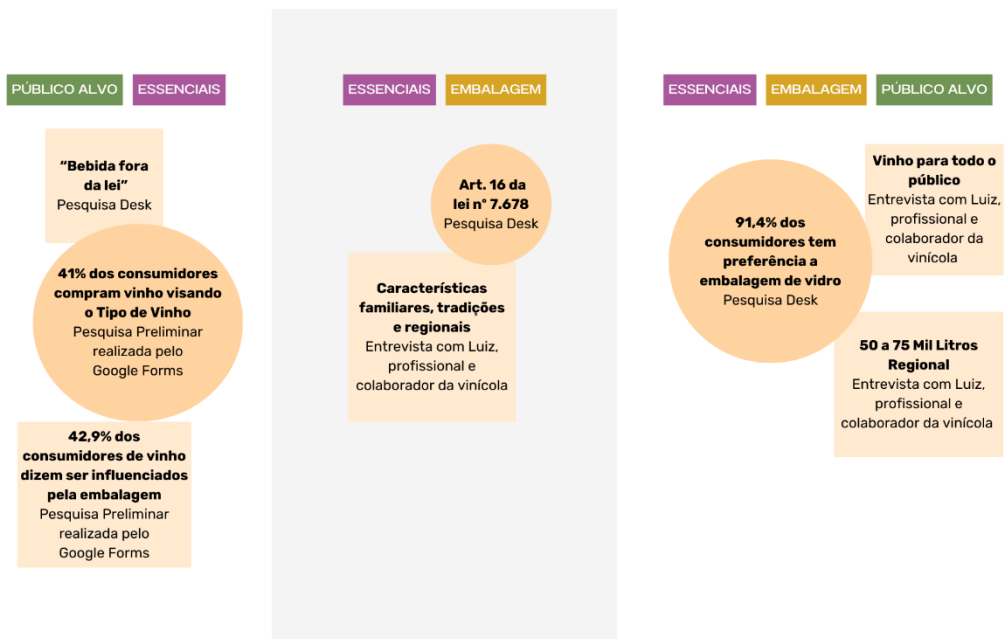 PÚBLICO ALVO
ESSENCIAIS
“Bebida fora
da lei”
Pesquisa Desk
41% dos consumidores
compram vinho visando
o Tipo de Vinho
Pesquisa Preliminar
realizada pelo
Google Forms
42,9% dos
consumidores de vinho
dizem ser influenciados
pela embalagem
Pesquisa Preliminar
realizada pelo
Google Forms
ESSENCIAIS
EMBALAGEM
Art. 16 da
lei n° 7.678
Pesquisa Desk
Características
familiares, tradições
e regionais
Entrevista com Luiz,
profissional e
colaborador da vinícola
ESSENCIAIS
EMBALAGEM
PÚBLICO ALVO
91,4% dos
consumidores tem
preferência a
embalagem de vidro
Pesquisa Desk
Vinho para todo o
público
Entrevista com Luiz,
profissional e
colaborador da
vinícola
50 a 75 Mil Litros
Regional
Entrevista com Luiz,
profissional e
colaborador da vinícola